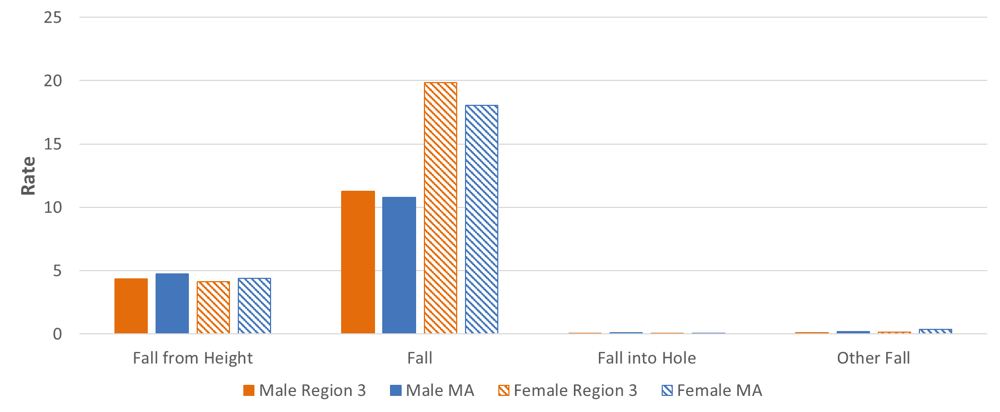 25
20
15
10
5
0
Rate
Fall from Height
Fall
Fall into Hole
Other Fall
Male Region 3
Male MA
Female Region 3
Female MA